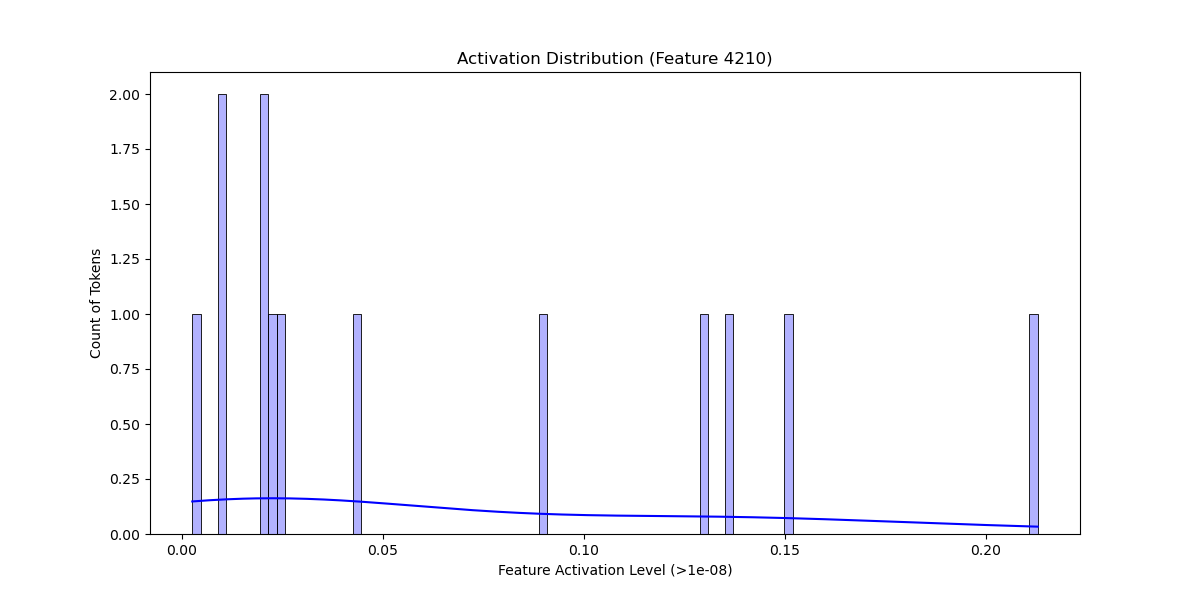 Activation Distribution (Feature 4210)
2.00
1.75
1.50
1.25
1.00
0.75
0.50
0.25
0.00
Count of Tokens
0.00 0.05 0.10 0.15 0.20
Feature Activation Level (>1e-08)